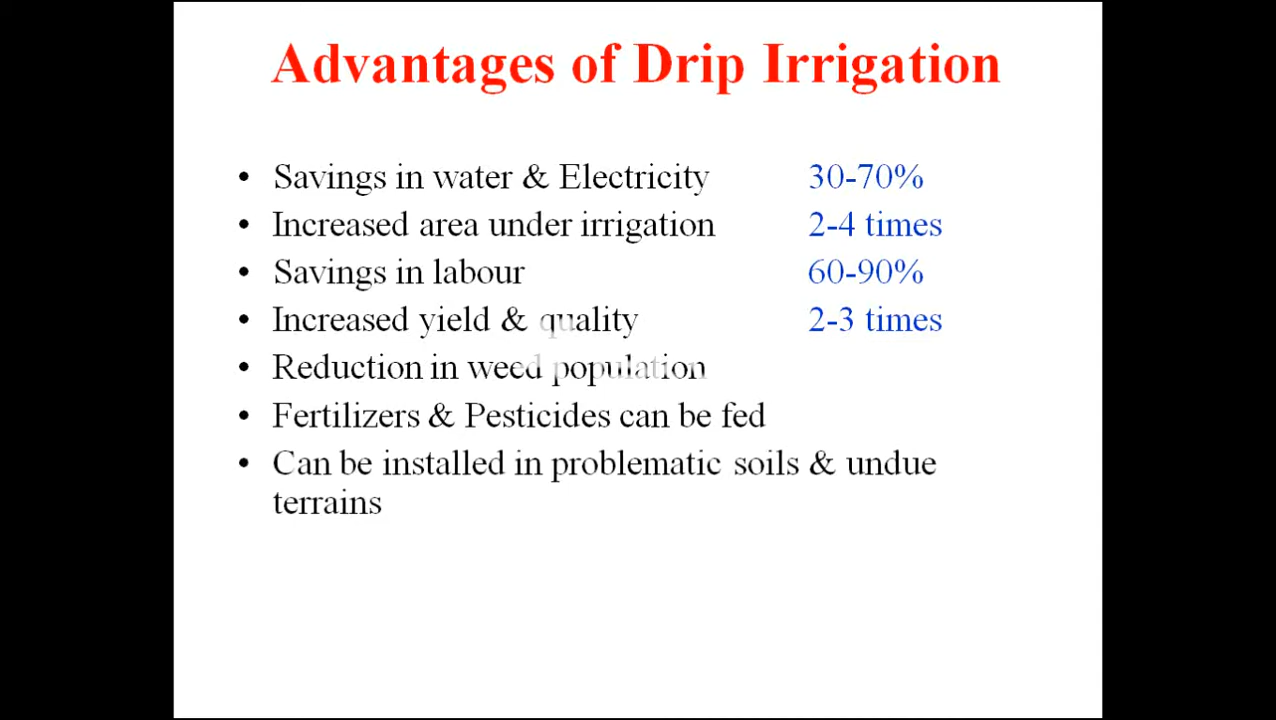 Advantages of Drip Irrigation
• Savings in water & Electricity 30-70%
• Increased area under irrigation 2-4 times
• Savings in labour 60-90%
• Increased yield & quality 2-3 times
• Reduction in weed population
• Fertilizers & Pesticides can be fed
• Can be installed in problematic soils & undue
terrains